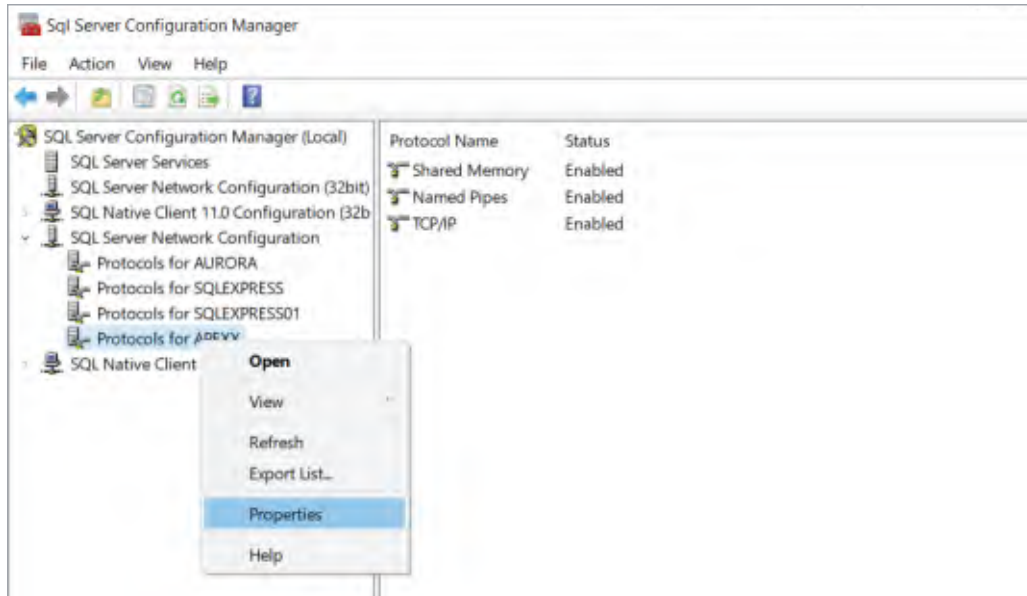 Sql Server Configuration Manager
File Action View Help
SQL Server Configuration Manager (Local)
SQL Server Services
SQL Server Network Configuration (32bit)
SQL Native Client 11.0 Configuration (32b
SQL Server Network Configuration
Protocols for AURORA
Protocols for SQLEXPRESS
Protocols for SQLEXPRESS01
Protocols for APEXX
SQL Native Client
Protocol Name Status
Shared Memory Enabled
Named Pipes Enabled
TCP/IP Enabled
Open
View
Refresh
Export List...
Properties
Help